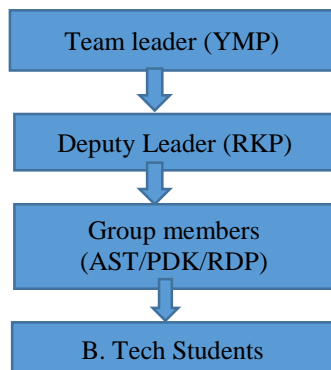 Team leader (YMP)
Deputy Leader (RKP)
Group members
(AST/PDK/RDP)
B. Tech Students